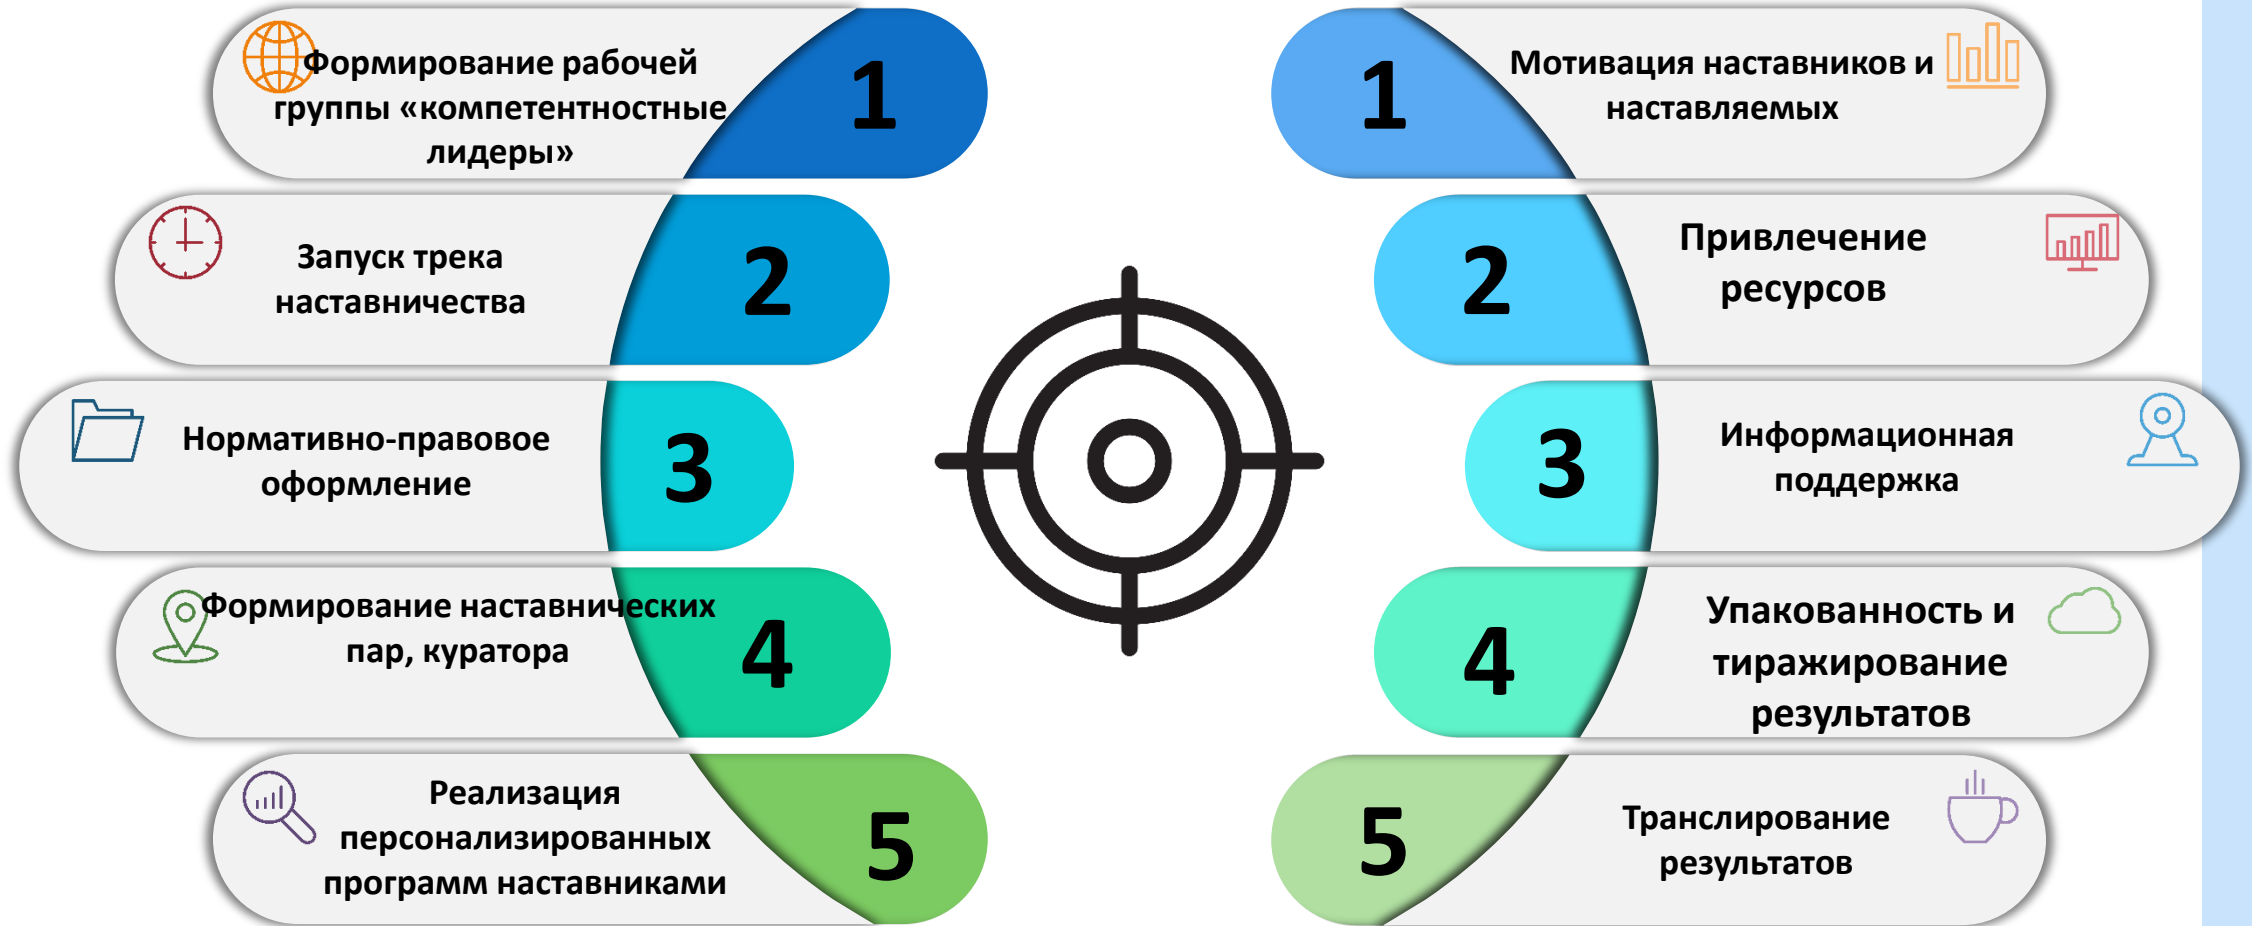 Формирование рабочей
группы «компетентностные
лидеры»
1
Запуск трека
наставничества
2
Нормативно-правовое
оформление
3
Формирование наставнических
пар, куратора
4
Реализация
персонализированных
программ наставниками
5
1
Мотивация наставников и
наставляемых
2
Привлечение
ресурсов
3
Информационная
поддержка
4
Упакованность и
тиражирование
результатов
5
Транслирование
результатов